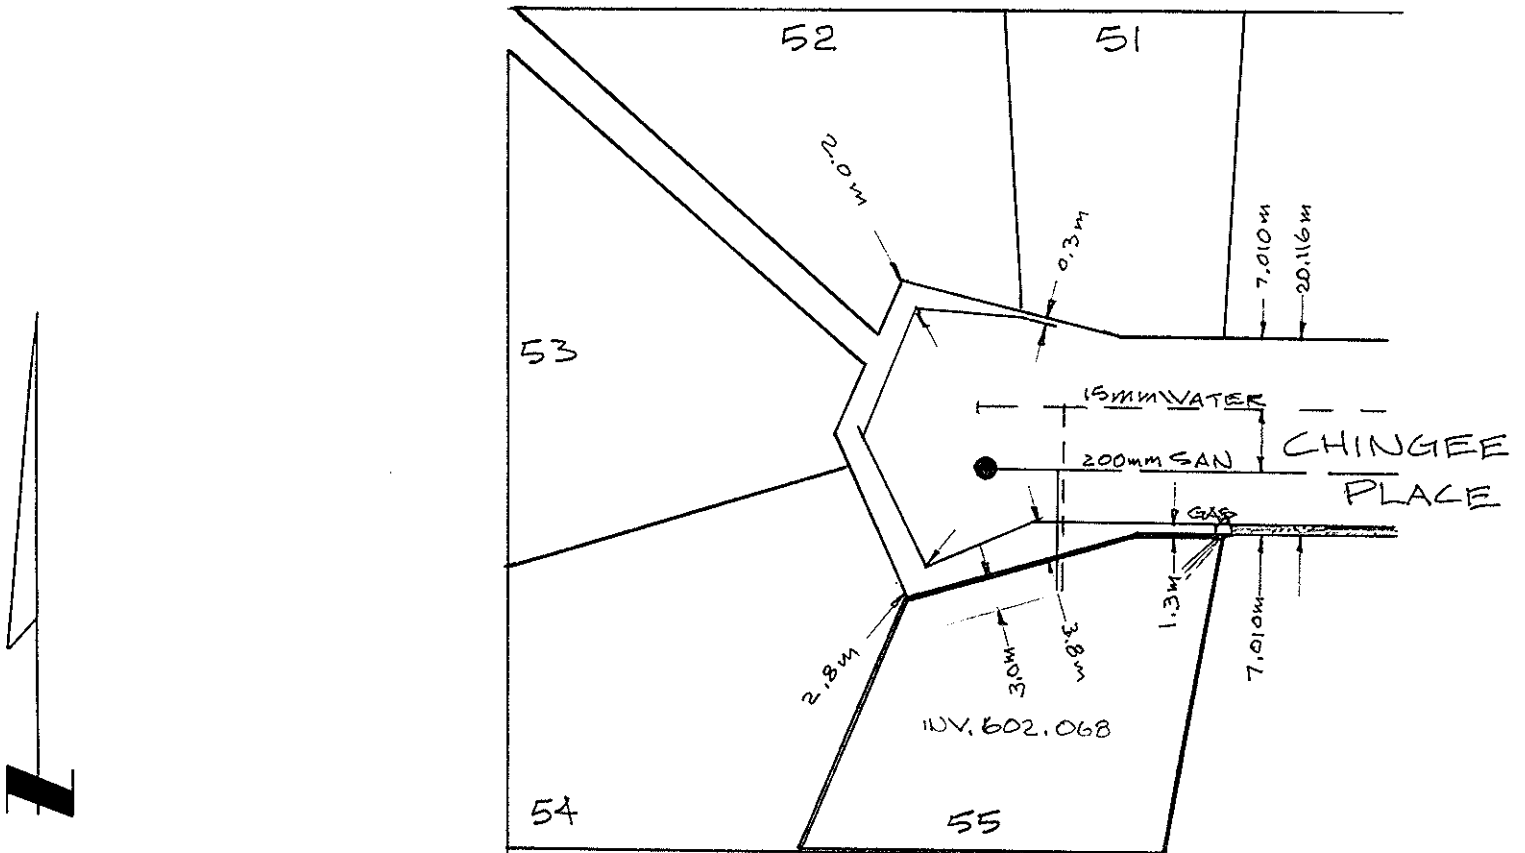 52
51
2.0m
0.3m
7.010m
20.116m
53
15mm WATER
CHINGEE
200mm SAN
PLACE
GAS
1.3m
3.8m
2.8m
3.0m
7.010m
INV. 602.068
54
55
N